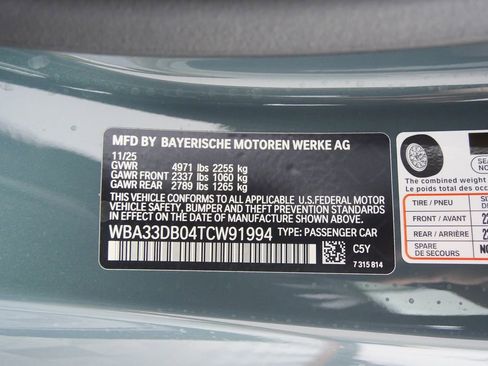 MFD BY BAYERISCHE MOTOREN WERKE AG
11/25
GVWR 4971 lbs 2255 kg
GAWR FRONT 2337 lbs 1060 kg
GAWR REAR 2789 lbs 1265 kg
THIS VEHICLE CONFORMS TO ALL APPLICABLE U.S.FEDERAL MOTOR
VEHICLE SAFETY, BUMPER, AND THEFT PREVENTION STANDARDS
IN EFFECT ON THE DATE OF MANUFACTURE SHOWN ABOVE.
WBA33DB04TCW91994 TYPE: PASSENGER CAR
C5Y
7 315 814
The combined weight
Le poids total des occ
TIRE / PNEU
FRONT / AVANT
REAR / ARRIÈRE
SPARE
DE SECOURS